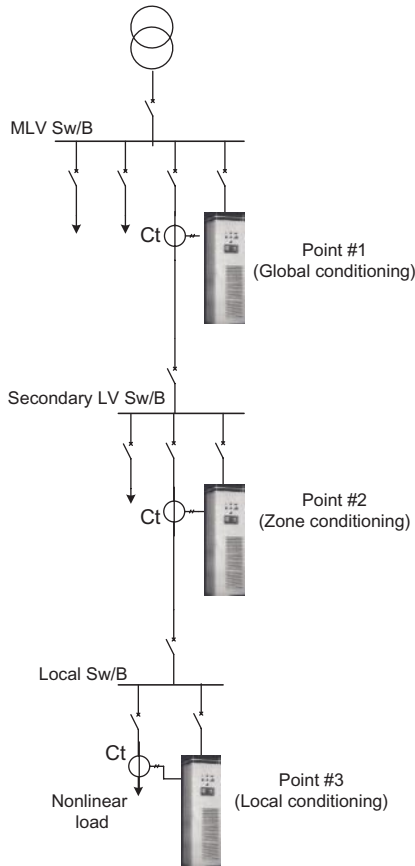 MLV Sw/B
Ct
Point #1
(Global conditioning)
Secondary LV Sw/B
Ct
Point #2
(Zone conditioning)
Local Sw/B
Ct
Nonlinear
load
Point #3
(Local conditioning)